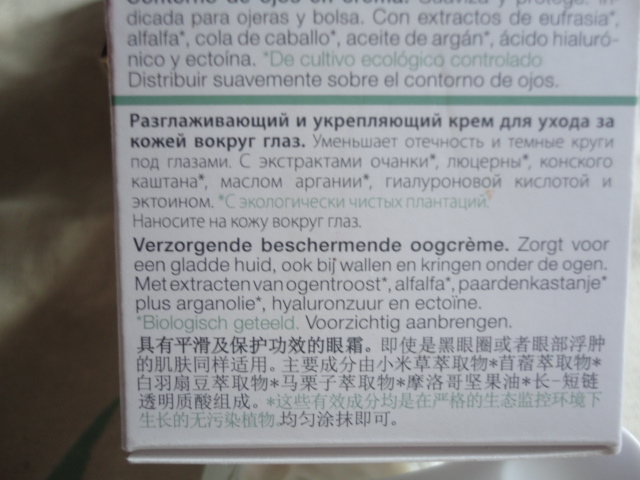 Contorno de ojos en crema. Suaviza y protege. In-
dicada para ojeras y bolsa. Con extractos de eufrasia*,
alfalfa*, cola de caballo*, aceite de argán*, ácido hialuró-
nico y ectoína. *De cultivo ecológico controlado
Distribuir suavemente sobre el contorno de ojos.
Разглаживающий и укрепляющий крем для ухода за
кожей вокруг глаз. Уменьшает отечность и темные круги
под глазами. С экстрактами очанки*, люцерны*, конского
каштана*, маслом аргании*, гиалуроновой кислотой и
эктоином. *С экологически чистых плантаций.
Наносите на кожу вокруг глаз.
Verzorgende beschermende oogcrème. Zorgt voor
een gladde huid, ook bij wallen en kringen onder de ogen.
Met extracten van ogentroost*, alfalfa*, paardenkastanje*
plus arganolie*, hyaluronzuur en ectoïne.
*Biologisch geteeld. Voorzichtig aanbrengen.
具有平滑及保护功效的眼霜。即使是黑眼圈或者眼部浮肿
的肌肤同样适用。主要成分由小米草萃取物*苜蓿萃取物*
白羽扇豆萃取物*马栗子萃取物*摩洛哥坚果油*长-短链
透明质酸组成。*这些有效成分均是在严格的生态监控环境下
生长的无污染植物。均匀涂抹即可。